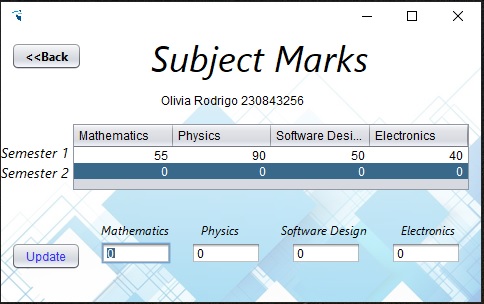 <<Back
Subject Marks
Olivia Rodrigo 230843256
Mathematics Physics Software Desi... Electronics
Semester 1 55 90 50 40
Semester 2 0 0 0 0
Mathematics Physics Software Design Electronics
Update 0 0 0 0